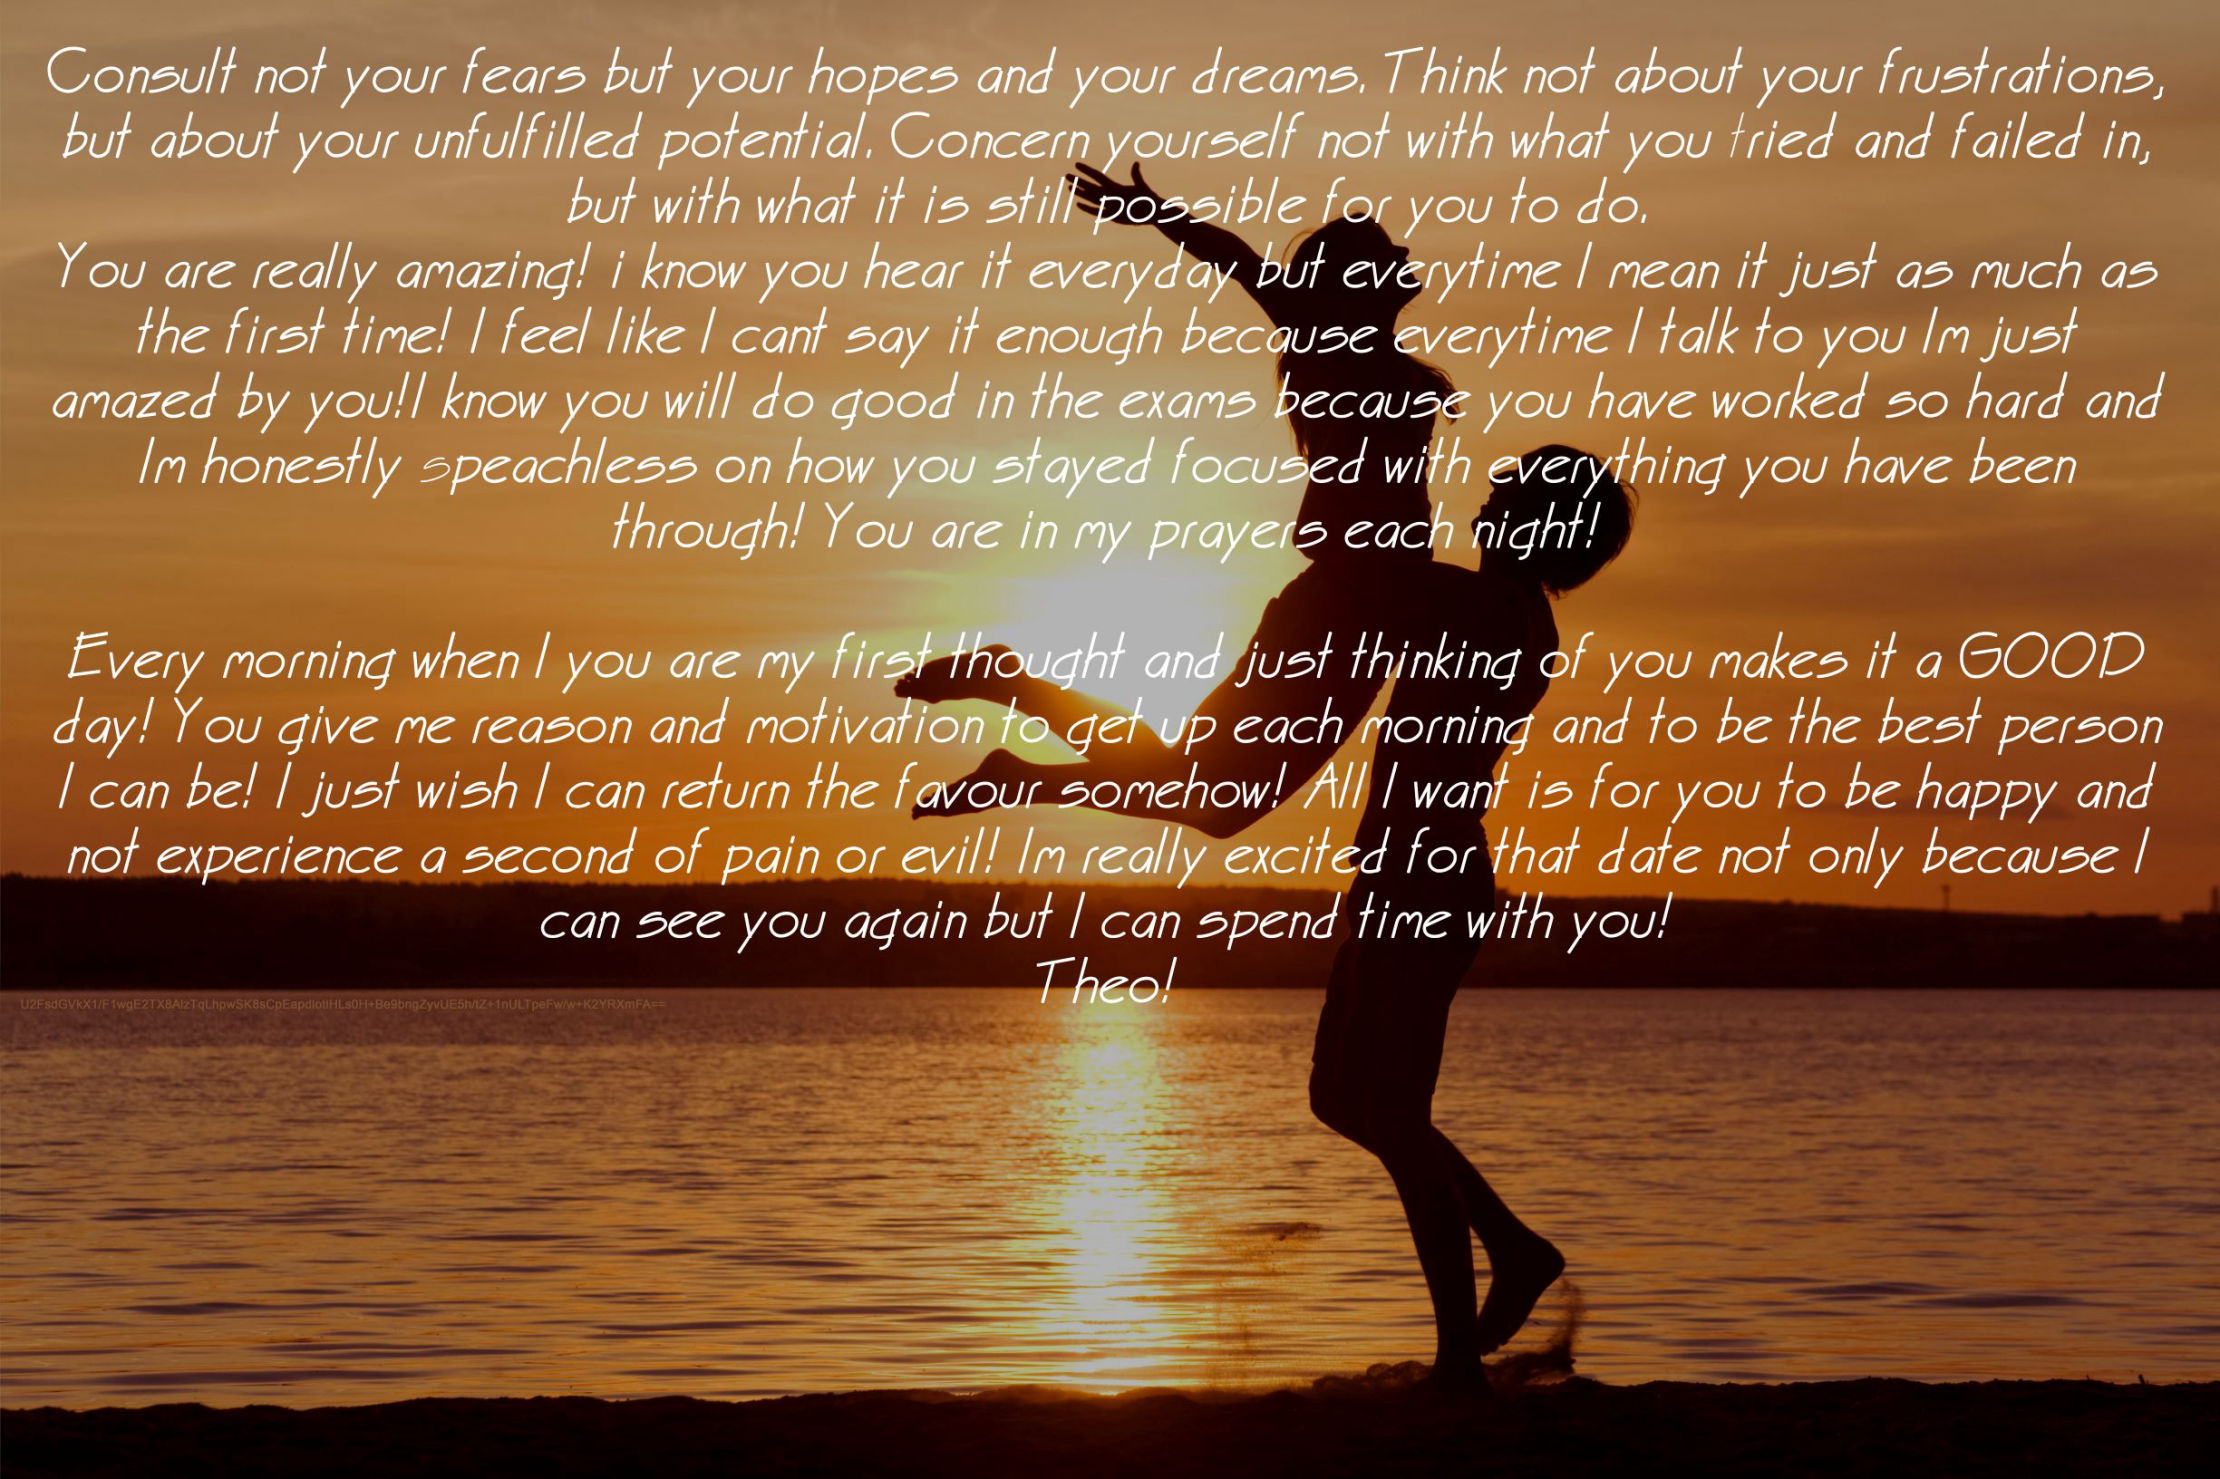 Consult not your fears but your hopes and your dreams. Think not about your frustrations,
but about your unfulfilled potential. Concern yourself not with what you tried and failed in,
but with what it is still possible for you to do.
You are really amazing! i know you hear it everyday but everytime I mean it just as much as
the first time! I feel like I cant say it enough because everytime I talk to you Im just
amazed by you!I know you will do good in the exams because you have worked so hard and
Im honestly speachless on how you stayed focused with everything you have been
through! You are in my prayers each night!
Every morning when I you are my first thought and just thinking of you makes it a GOOD
day! You give me reason and motivation to get up each morning and to be the best person
I can be! I just wish I can return the favour somehow! All I want is for you to be happy and
not experience a second of pain or evil! Im really excited for that date not only because I
can see you again but I can spend time with you!
Theo!